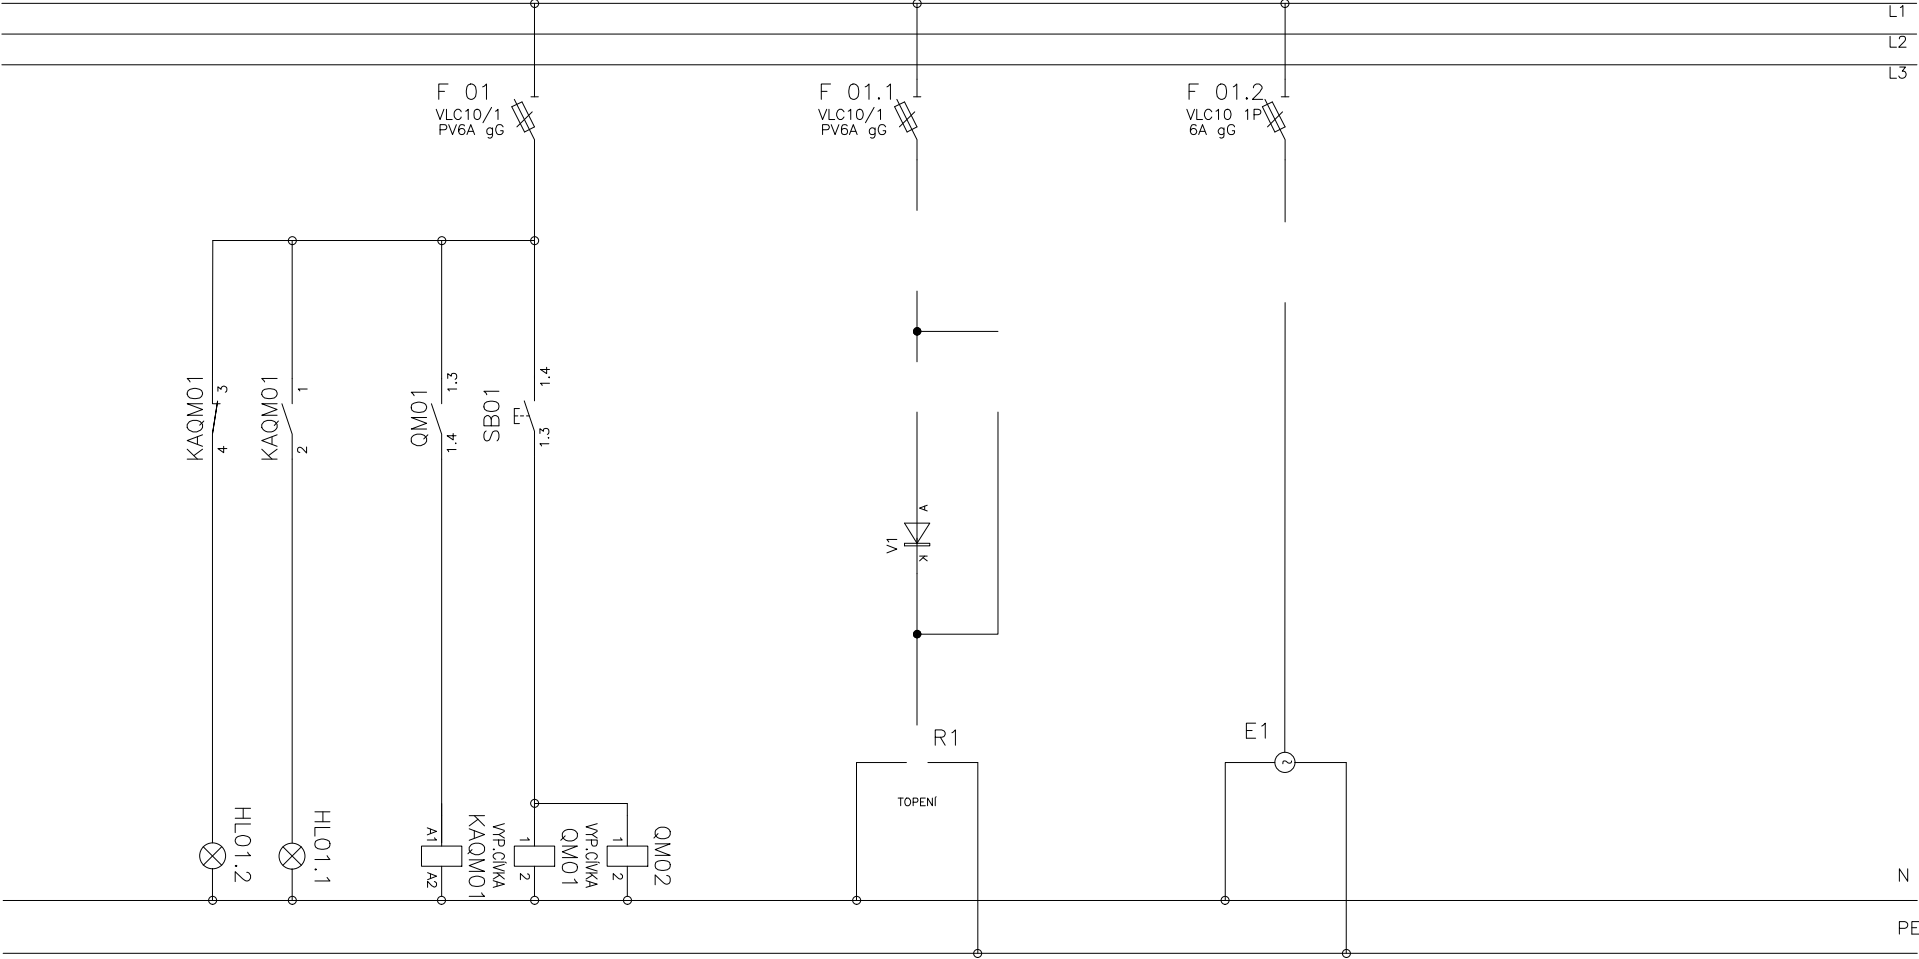 L1
L2
L3
F 01
VLC10/1
PV6A gG
F 01.1
VLC10/1
PV6A gG
F 01.2
VLC10 1P
6A gG
KAQM01
3
4
KAQM01
1
2
QM01
1.3
1.4
SB01
1.4
1.3
V1
A
K
R1
TOPENÍ
E1
HL01.2
HL01.1
A1
A2
KAQM01
VYP.CÍVKA
1
2
QM01
VYP.CÍVKA
1
2
QM02
N
PE